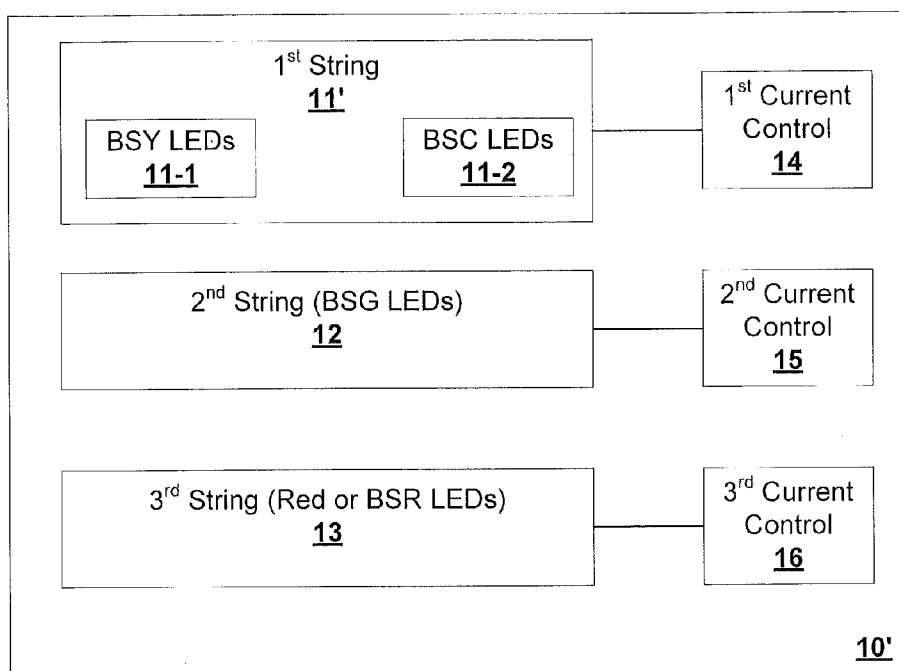 1st String
11'
BSY LEDs
11-1
BSC LEDs
11-2
1st Current
Control
14
2nd String (BSG LEDs)
12
2nd Current
Control
15
3rd String (Red or BSR LEDs)
13
3rd Current
Control
16
10'